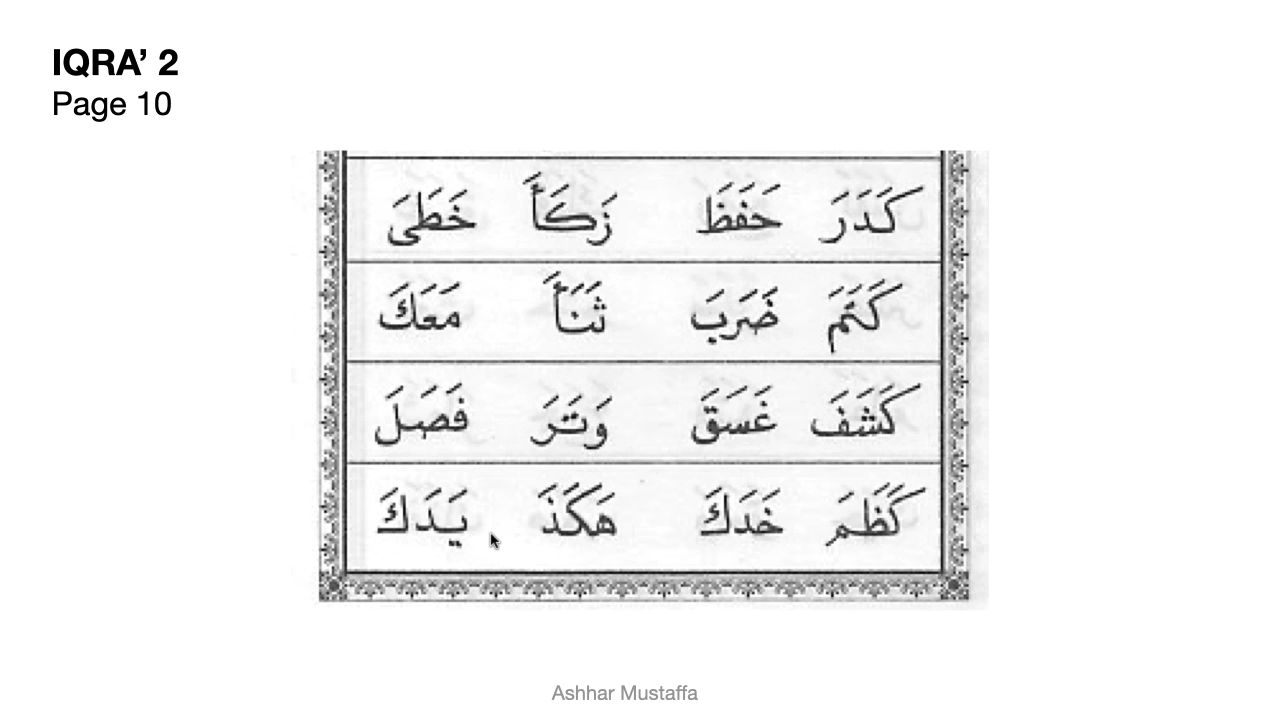 IQRA’ 2
Page 10
كَدَرَ حَفَظَ زَكَأَ خَطَىَ
كَتَمَ ضَرَبَ ثَنَأَ مَعَكَ
كَشَفَ غَسَقَ وَتَرَ فَصَلَ
كَظَمَ خَدَكَ هَكَذَ يَدَكَ
Ashhar Mustaffa